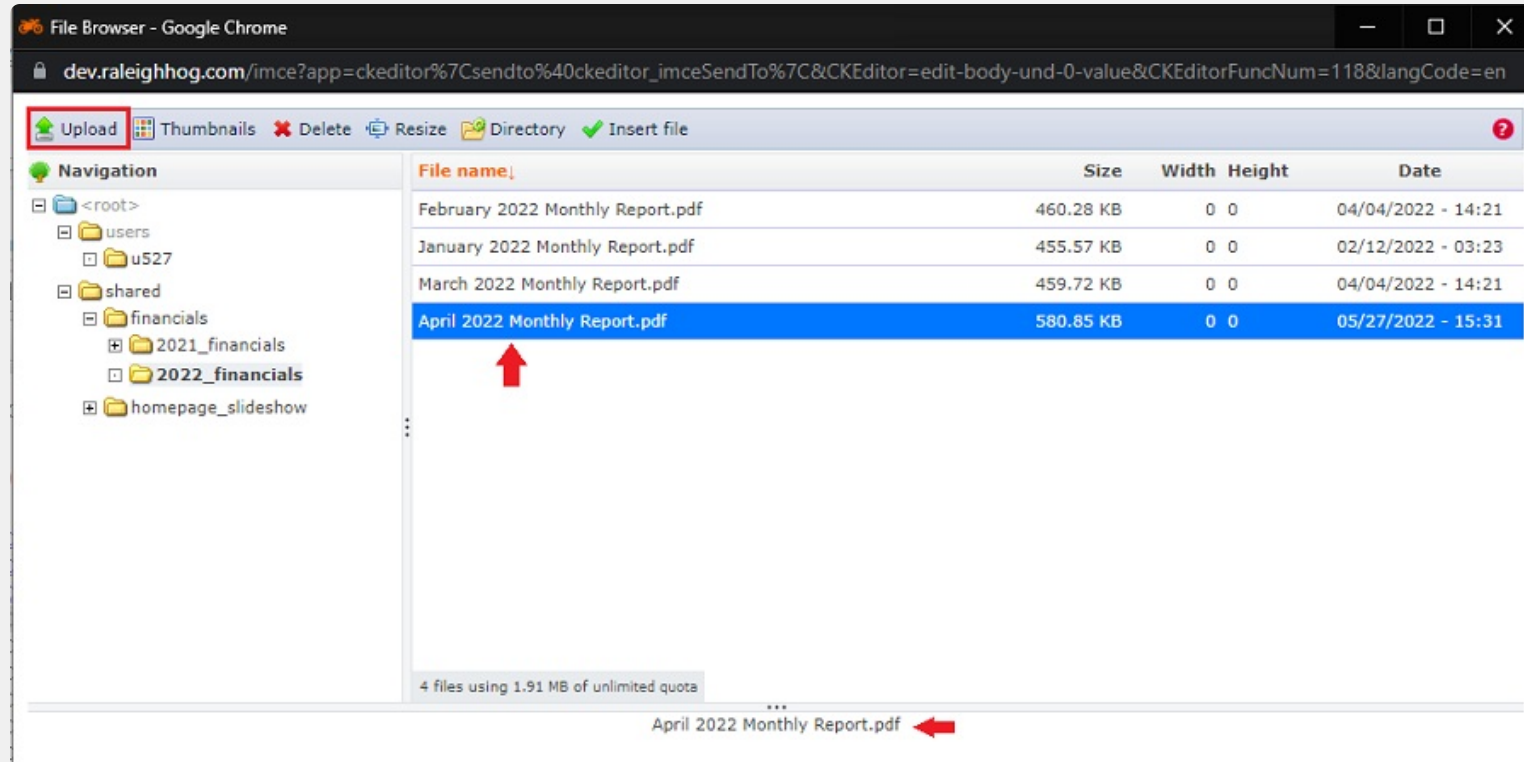 File Browser - Google Chrome
dev.raleighhog.com/imce?app=ckeditor%7Csendto%40ckeditor_imceSendTo%7C&CKEditor=edit-body-und-0-value&CKEditorFuncNum=118&langCode=en
Upload Thumbnails Delete Resize Directory Insert file ?
Navigation
<root>
users
u527
shared
financials
2021_financials
2022_financials
homepage_slideshow
File name↓ Size Width Height Date
February 2022 Monthly Report.pdf 460.28 KB 0 0 04/04/2022 - 14:21
January 2022 Monthly Report.pdf 455.57 KB 0 0 02/12/2022 - 03:23
March 2022 Monthly Report.pdf 459.72 KB 0 0 04/04/2022 - 14:21
April 2022 Monthly Report.pdf 580.85 KB 0 0 05/27/2022 - 15:31
4 files using 1.91 MB of unlimited quota
April 2022 Monthly Report.pdf